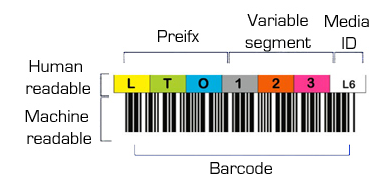 Preifx
Variable segment
Media ID
Human readable
L T O 1 2 3 L6
Machine readable
Barcode